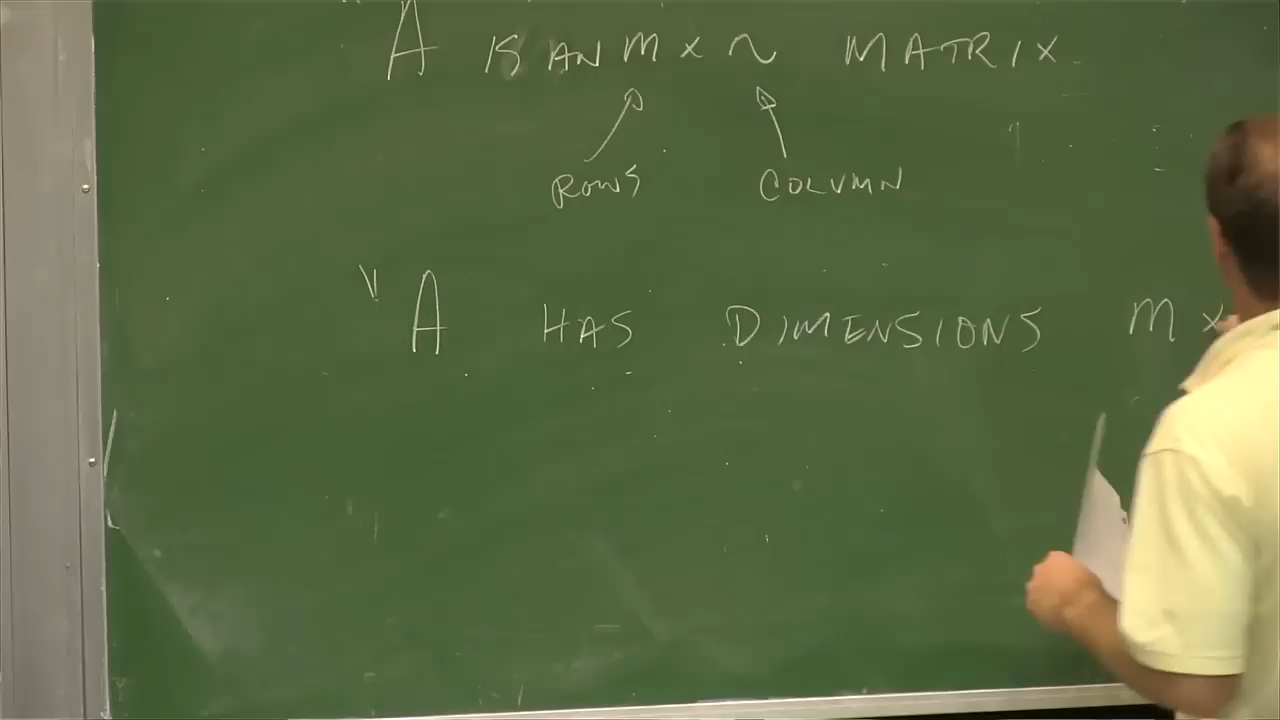 A IS AN m × n MATRIX
ROWS COLUMN
" A HAS DIMENSIONS m ×